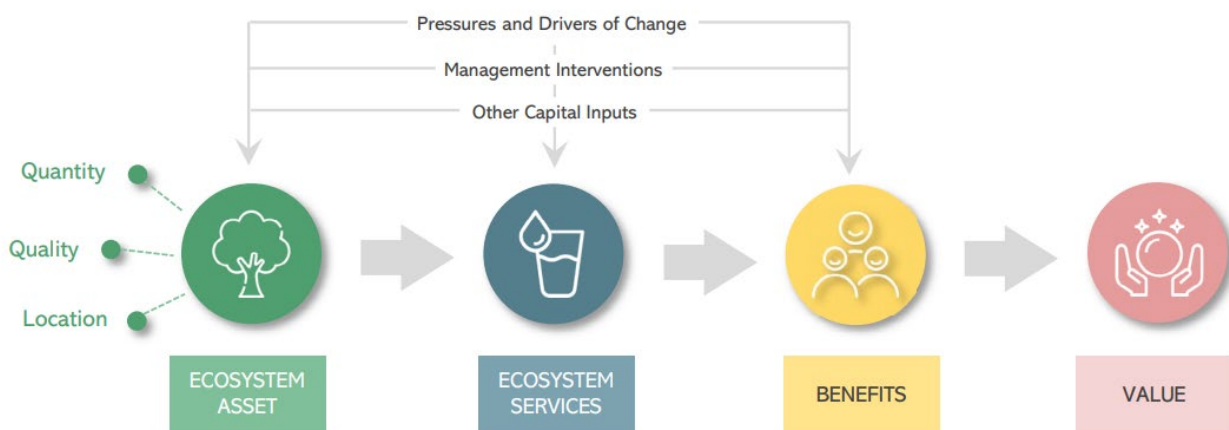 Pressures and Drivers of Change
Management Interventions
Other Capital Inputs
Quantity
Quality
Location
ECOSYSTEM
ASSET
ECOSYSTEM
SERVICES
BENEFITS
VALUE